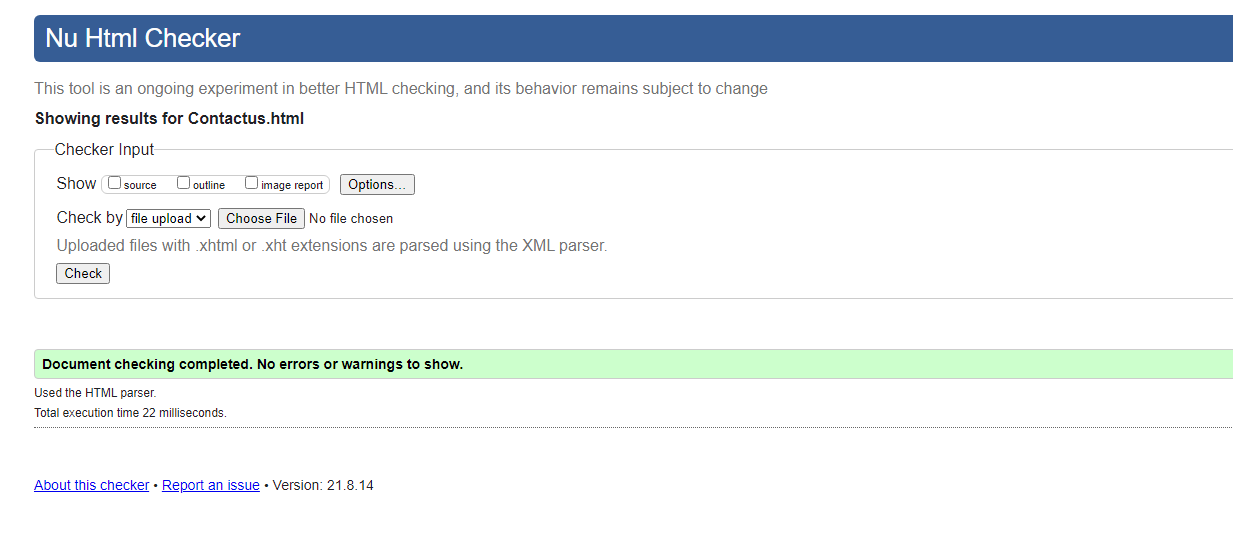 Nu Html Checker
This tool is an ongoing experiment in better HTML checking, and its behavior remains subject to change
Showing results for Contactus.html
Checker Input
Show source outline image report Options...
Check by file upload Choose File No file chosen
Uploaded files with .xhtml or .xht extensions are parsed using the XML parser.
Check
Document checking completed. No errors or warnings to show.
Used the HTML parser.
Total execution time 22 milliseconds.
About this checker • Report an issue • Version: 21.8.14